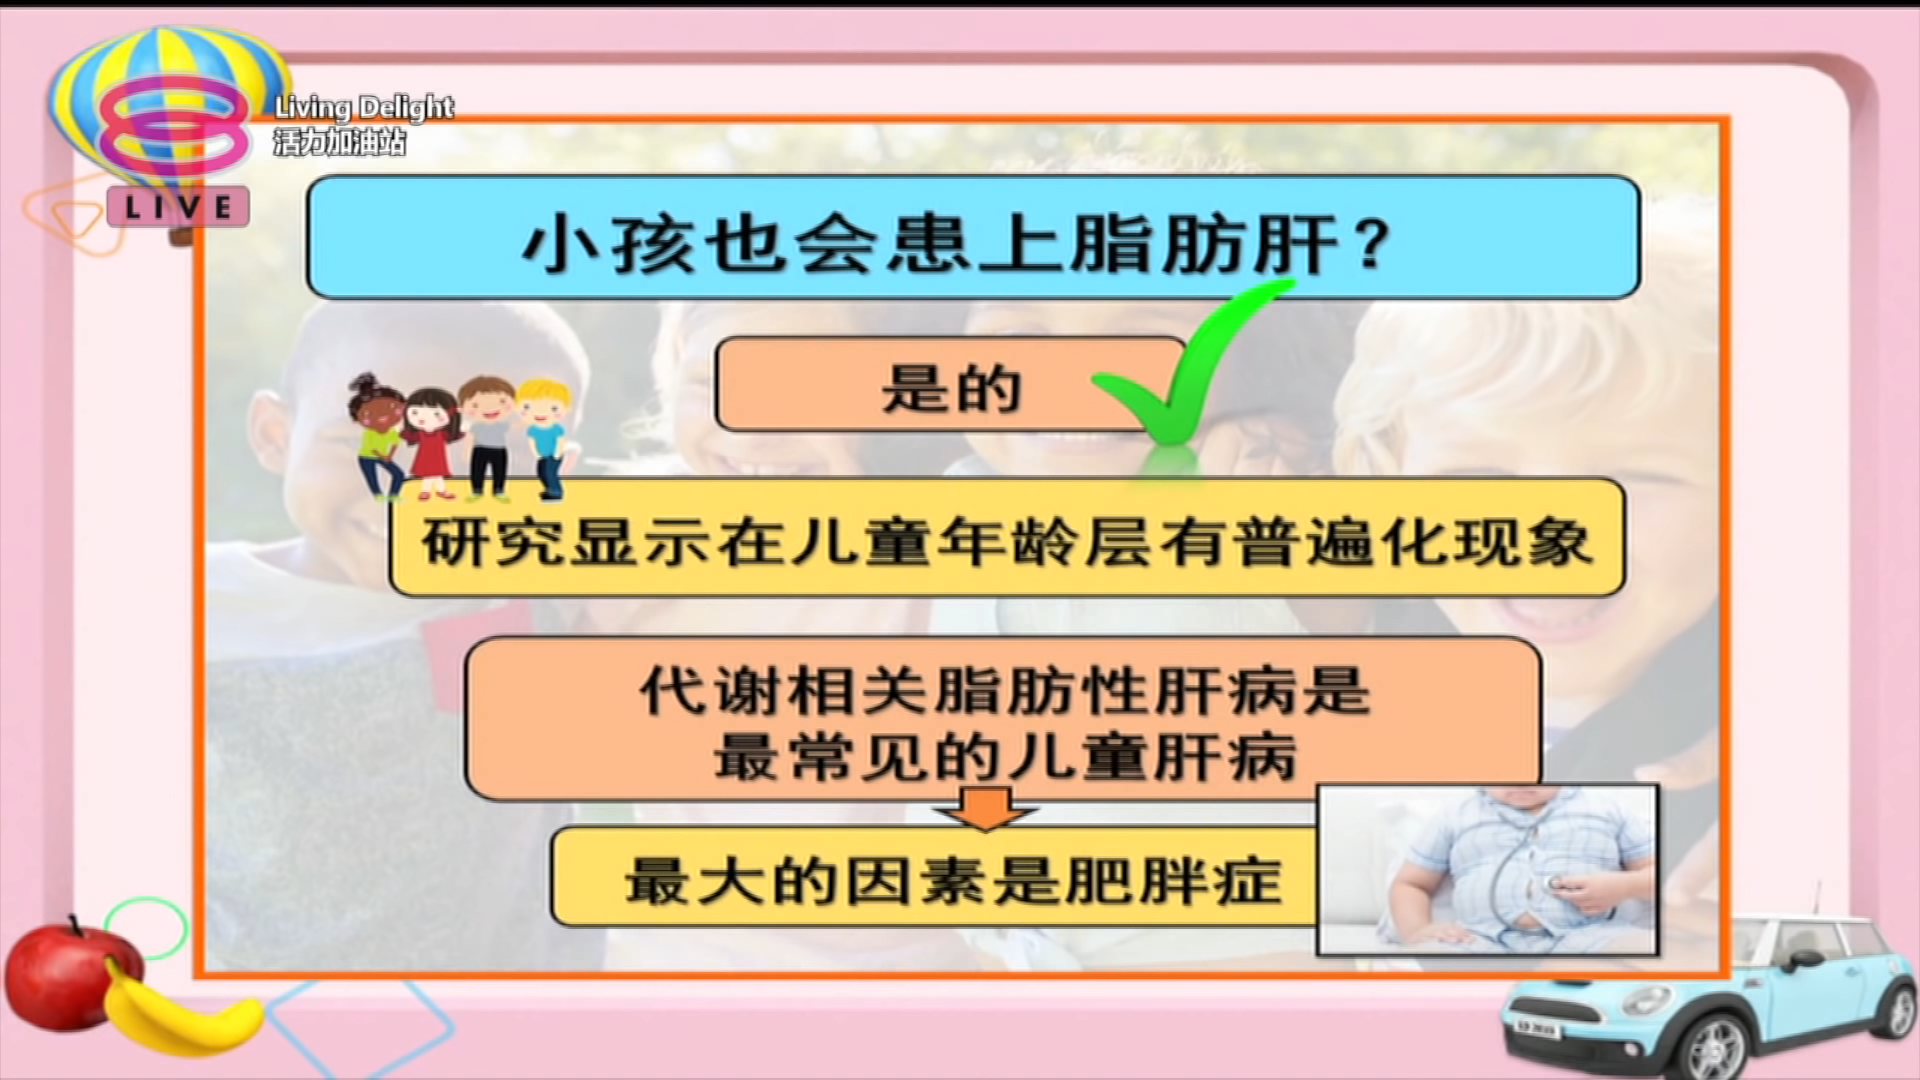 Living Delight
活力加油站
LIVE
小孩也会患上脂肪肝？
是的
研究显示在儿童年龄层有普遍化现象
代谢相关脂肪性肝病是
最常见的儿童肝病
最大的因素是肥胖症